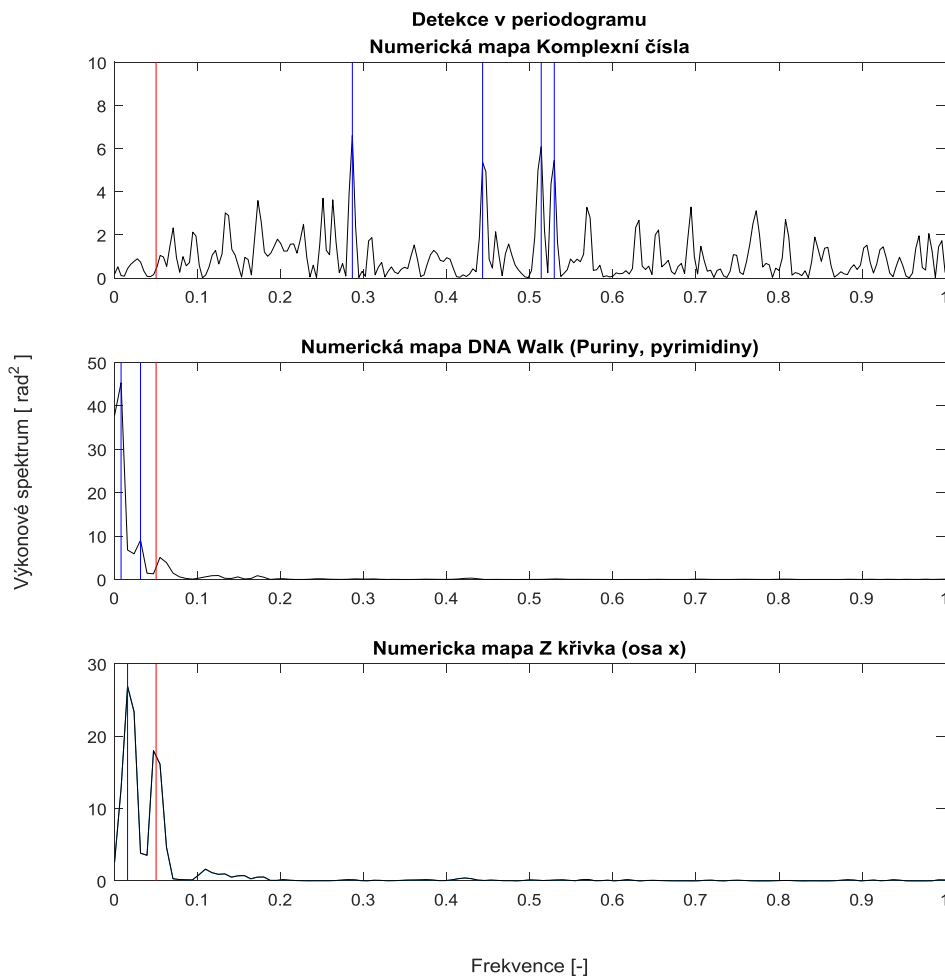 Detekce v periodogramu
Numerická mapa Komplexní čísla
10
8
6
4
2
0
0 0.1 0.2 0.3 0.4 0.5 0.6 0.7 0.8 0.9 1
Numerická mapa DNA Walk (Puriny, pyrimidiny)
Výkonové spektrum [ rad² ]
50
40
30
20
10
0
0 0.1 0.2 0.3 0.4 0.5 0.6 0.7 0.8 0.9 1
Numericka mapa Z křivka (osa x)
30
20
10
0
0 0.1 0.2 0.3 0.4 0.5 0.6 0.7 0.8 0.9 1
Frekvence [-]